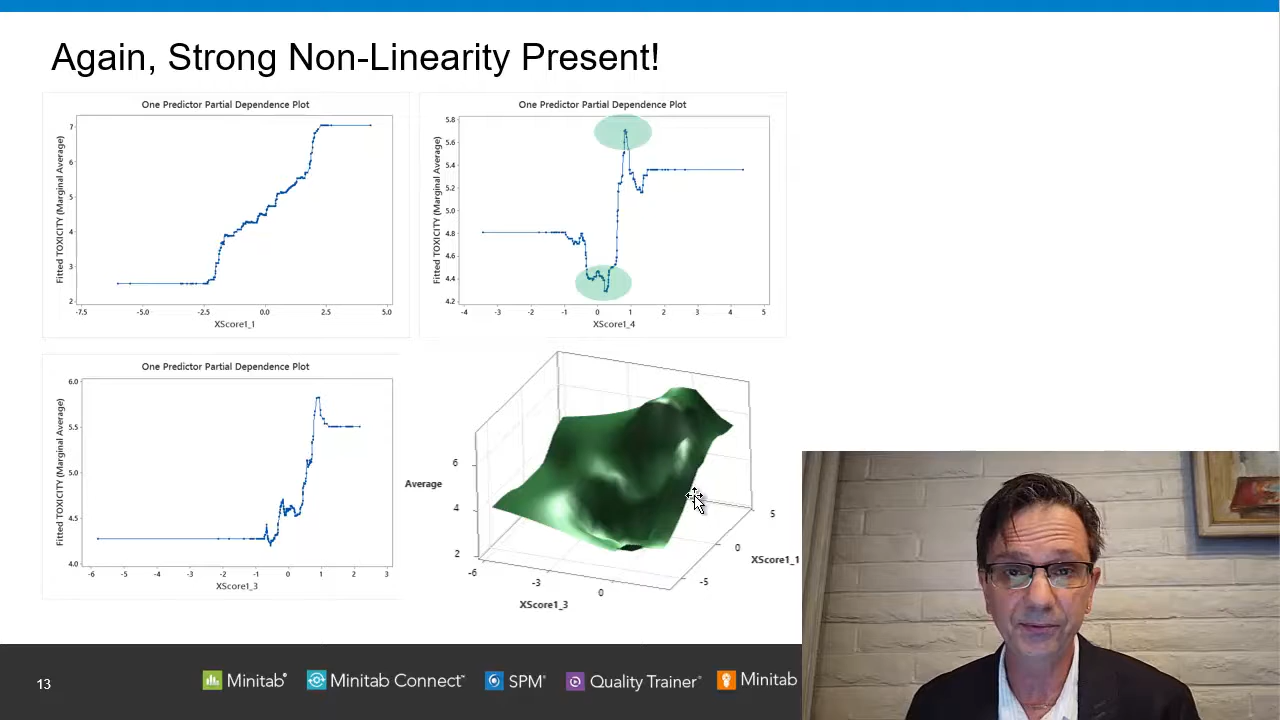 Again, Strong Non-Linearity Present!
One Predictor Partial Dependence Plot
Fitted TOXICITY (Marginal Average)
7
6
5
4
3
2
-7.5 -5.0 -2.5 0.0 2.5 5.0
XScore1_1
One Predictor Partial Dependence Plot
Fitted TOXICITY (Marginal Average)
5.8
5.6
5.4
5.2
5.0
4.8
4.6
4.4
4.2
-4 -3 -2 -1 0 1 2 3 4 5
XScore1_4
One Predictor Partial Dependence Plot
Fitted TOXICITY (Marginal Average)
6.0
5.5
5.0
4.5
4.0
-6 -5 -4 -3 -2 -1 0 1 2 3
XScore1_3
Average
6
4
2
-6 -3 0
XScore1_3
5
0
-5
XScore1_1
13
Minitab® Minitab Connect™ SPM® Quality Trainer® Minitab